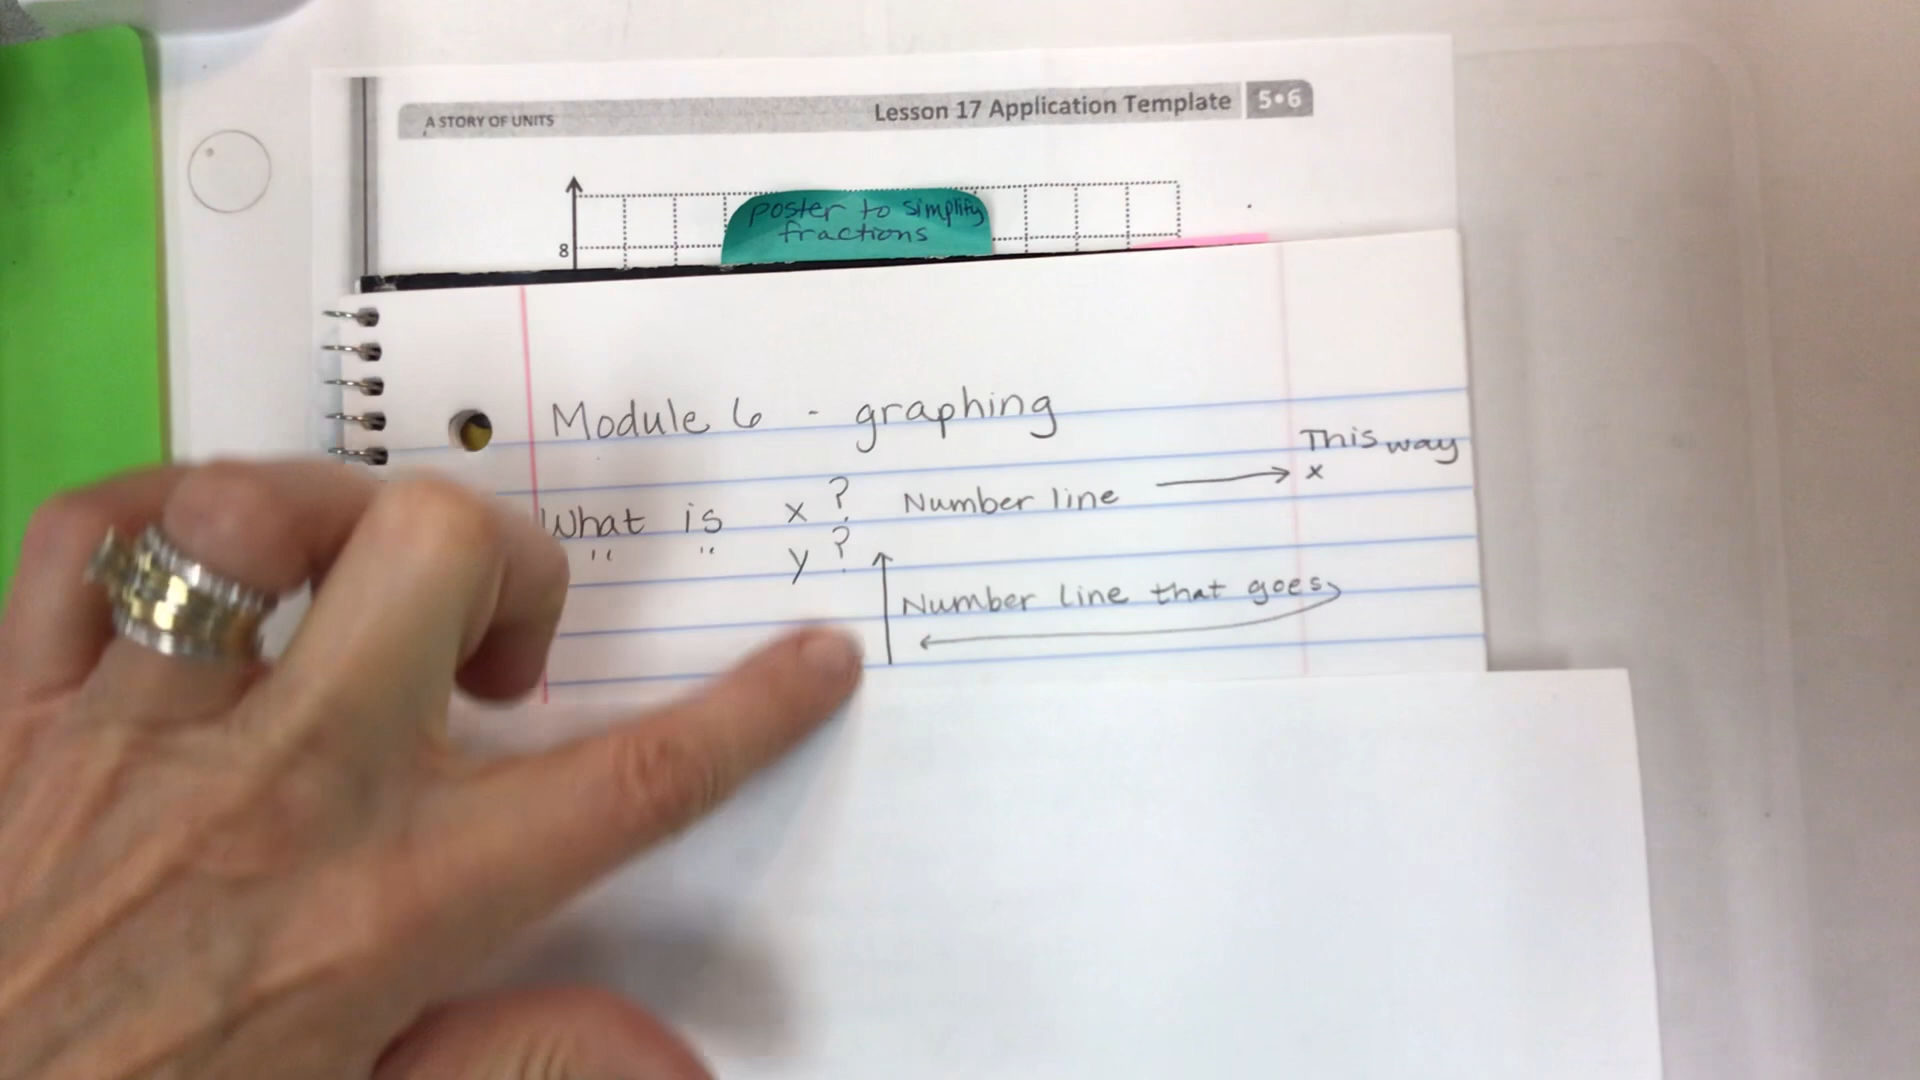 A STORY OF UNITS
Lesson 17 Application Template 5•6
poster to simplify
fractions
8
Module 6 - graphing
This way
What is x? Number line x
" " y?
Number line that goes